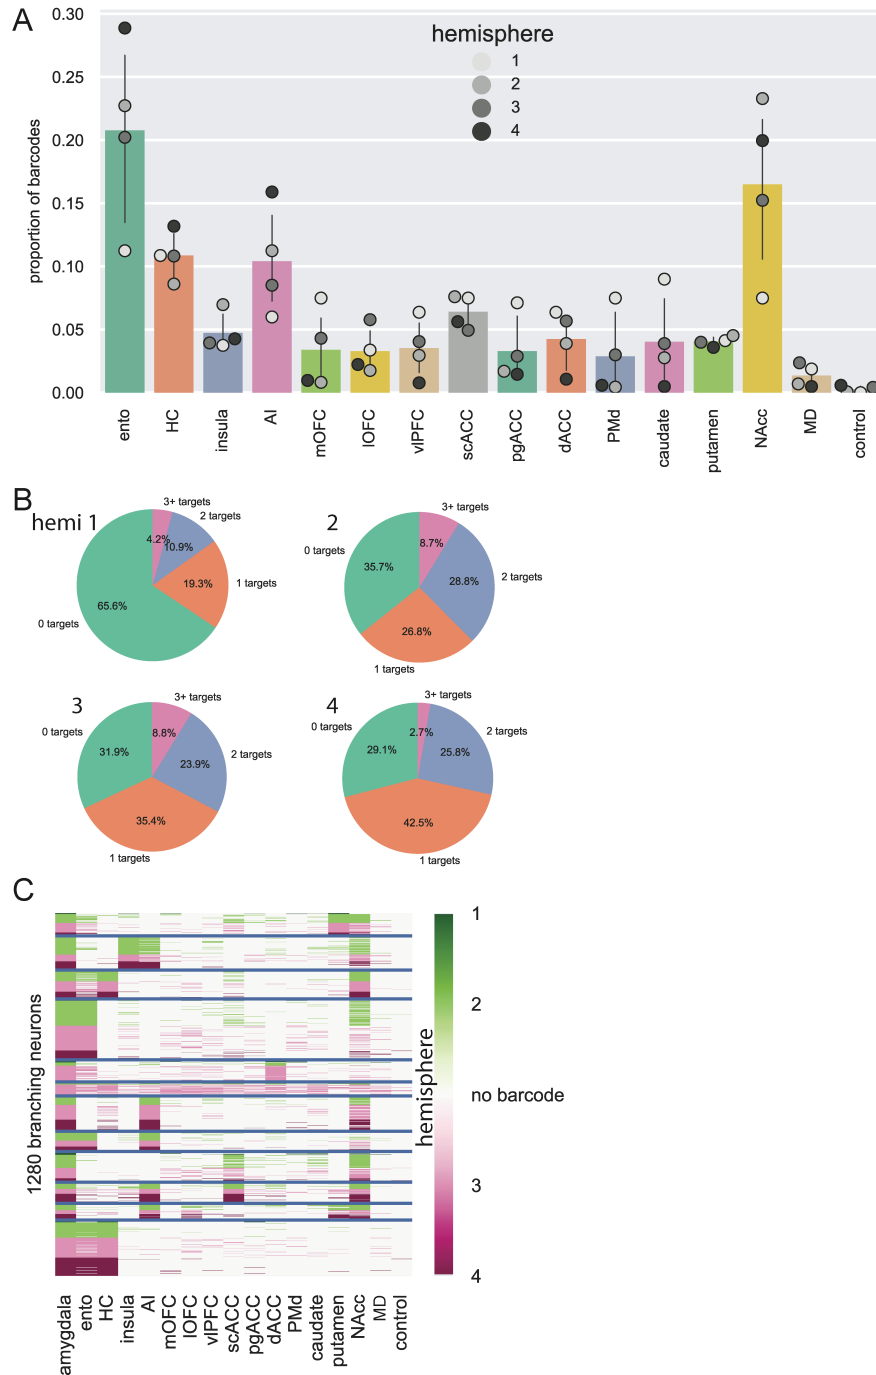 A
proportion of barcodes
0.30
0.25
0.20
0.15
0.10
0.05
0.00
hemisphere
1
2
3
4
ento
HC
insula
AI
mOFC
lOFC
vlPFC
scACC
pgACC
dACC
PMd
caudate
putamen
NAcc
MD
control
B
hemi 1
3+ targets
2 targets
4.2%
10.9%
19.3%
1 targets
65.6%
0 targets
2
3+ targets
0 targets
8.7%
35.7%
28.8%
2 targets
26.8%
1 targets
3
3+ targets
0 targets
8.8%
31.9%
2 targets
23.9%
35.4%
1 targets
4
3+ targets
0 targets
2.7%
29.1%
2 targets
25.8%
42.5%
1 targets
C
1280 branching neurons
hemisphere
1
2
no barcode
3
4
amygdala
ento
HC
insula
AI
mOFC
lOFC
vlPFC
scACC
pgACC
dACC
PMd
caudate
putamen
NAcc
MD
control